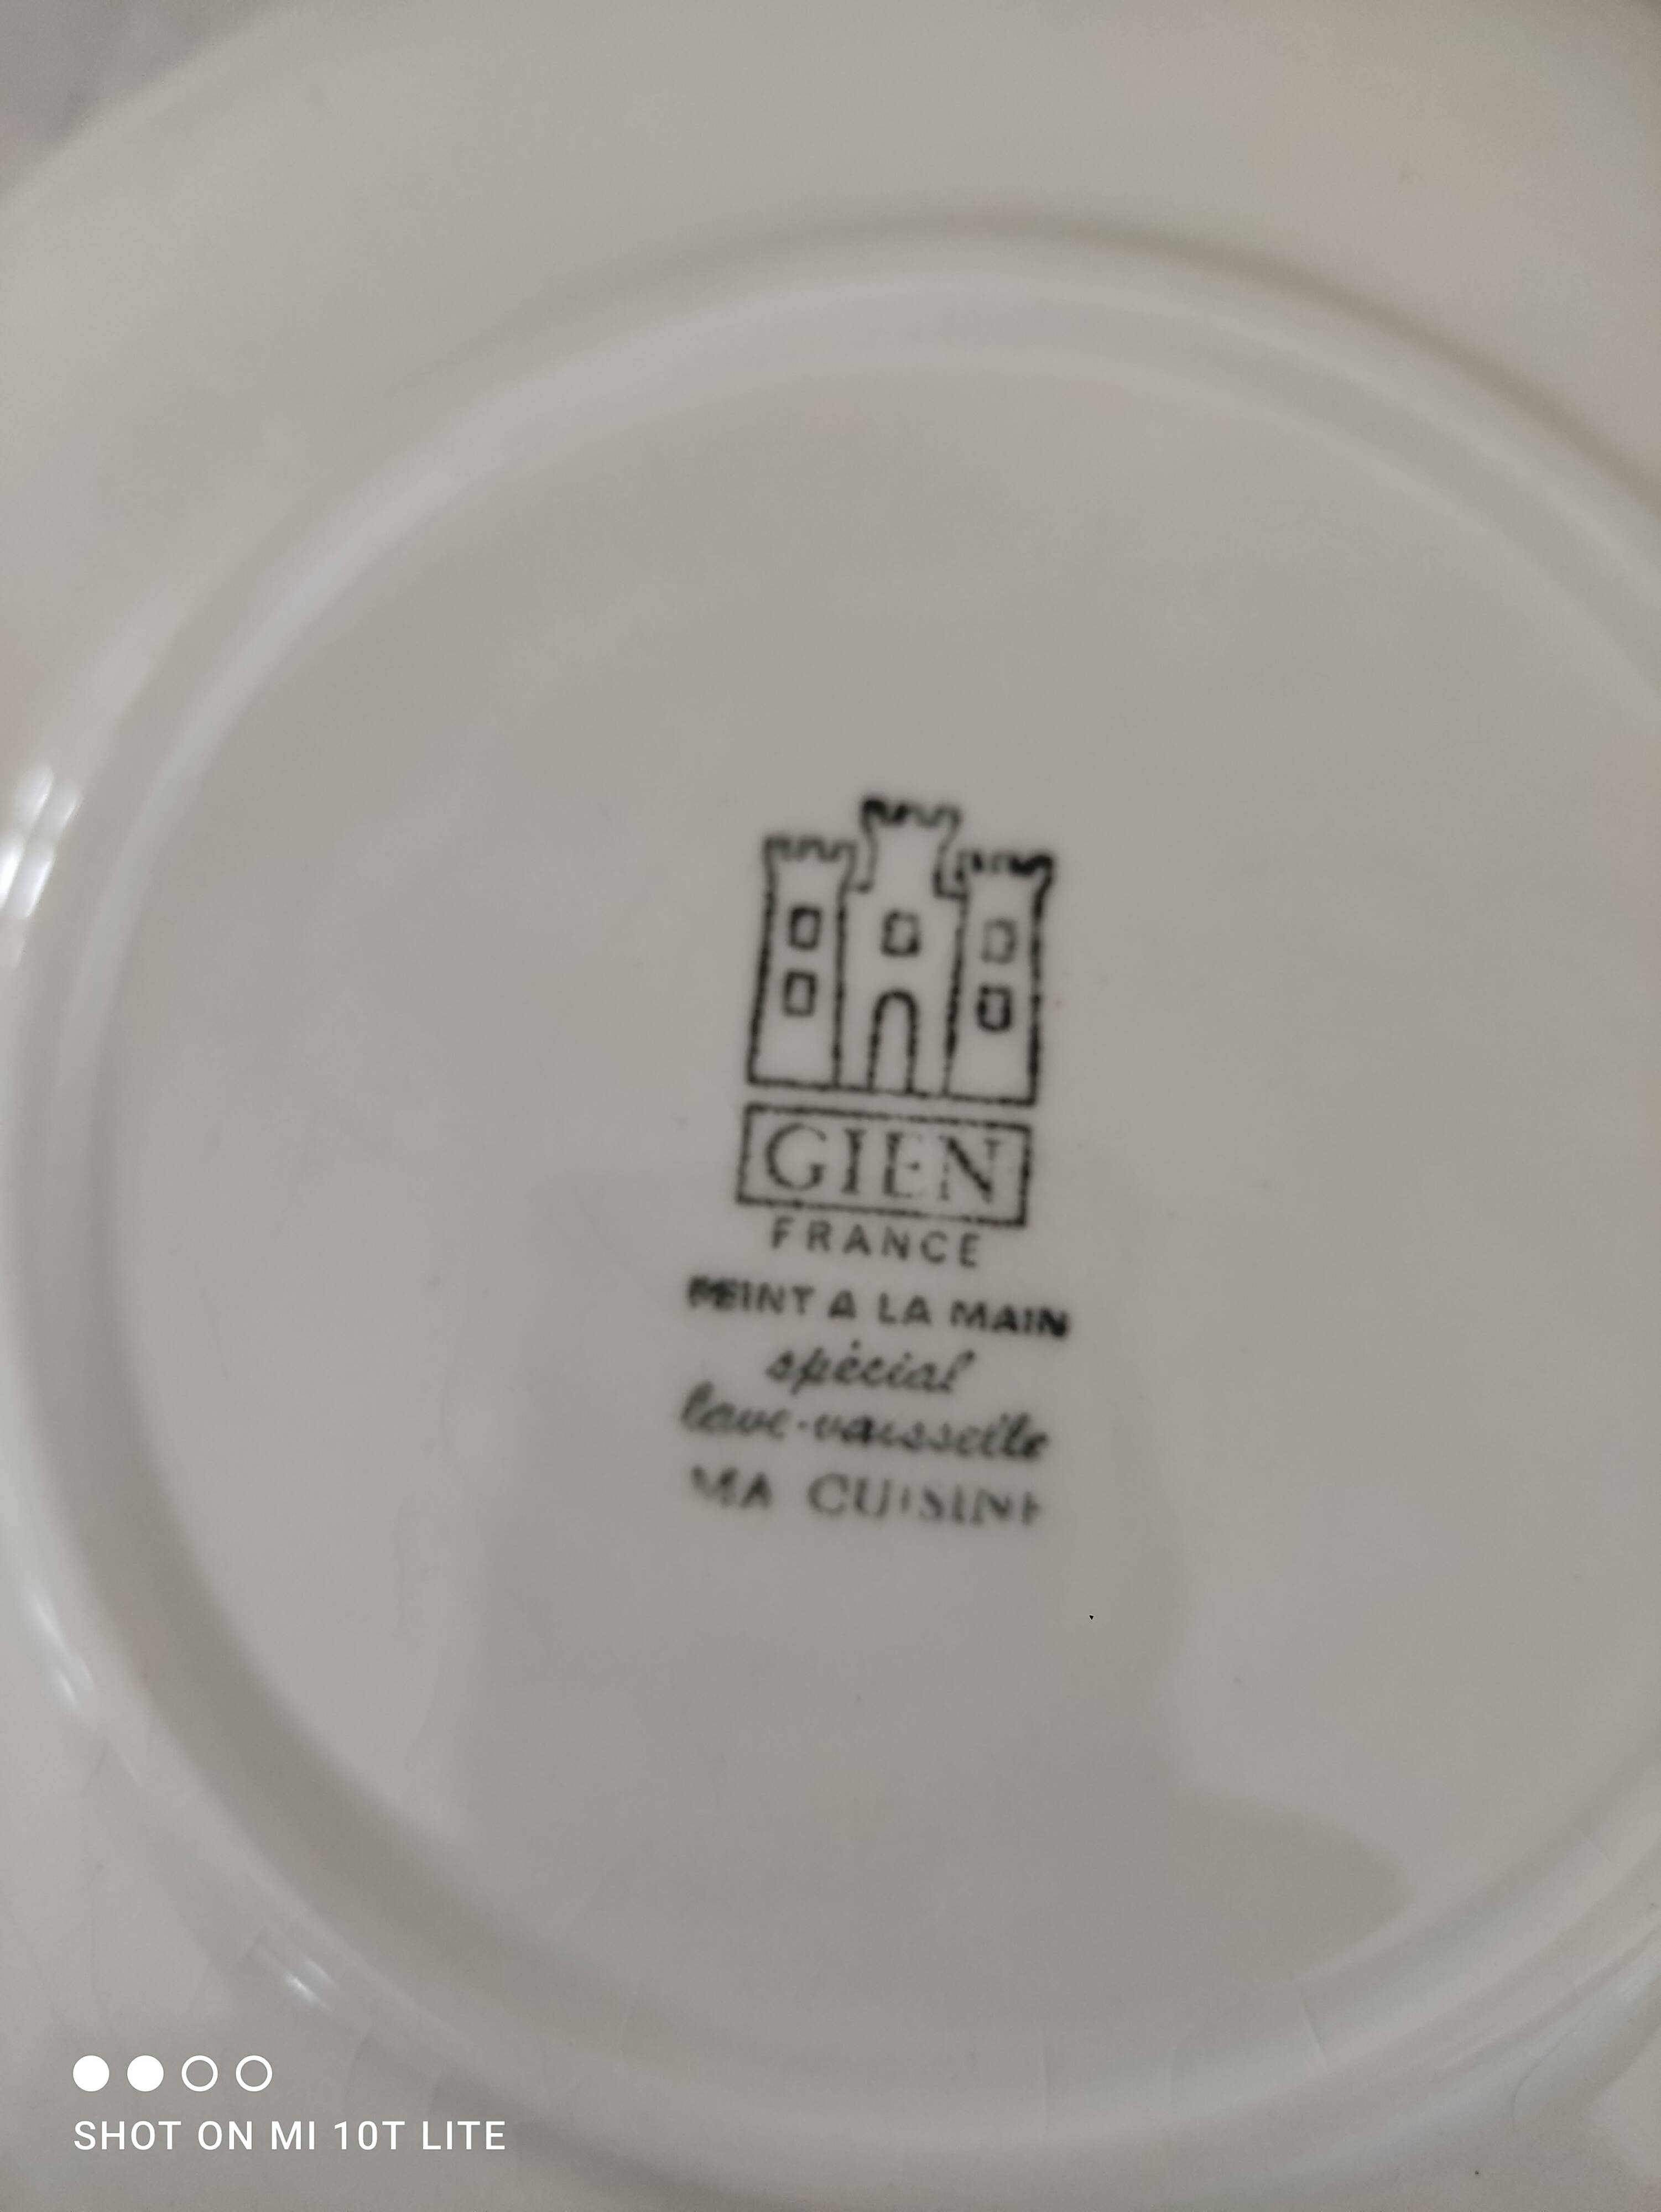 GIEN
FRANCE
PEINT A LA MAIN
spécial
lave-vaisselle
MA CUISINE
SHOT ON MI 10T LITE